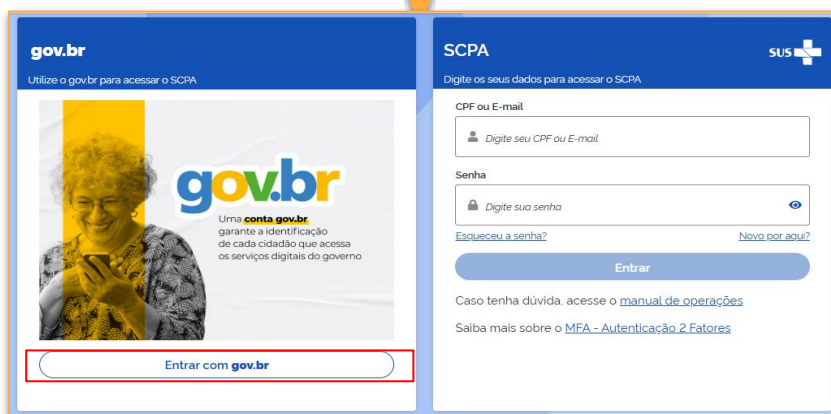 gov.br
Utilize o gov.br para acessar o SCPA
gov.br
Uma conta gov.br
garante a identificação
de cada cidadão que acessa
os serviços digitais do governo
Entrar com gov.br
SCPA
SUS
Digite os seus dados para acessar o SCPA
CPF ou E-mail
Digite seu CPF ou E-mail
Senha
Digite sua senha
Esqueceu a senha? Novo por aqui?
Entrar
Caso tenha dúvida, acesse o manual de operações
Saiba mais sobre o MFA - Autenticação 2 Fatores